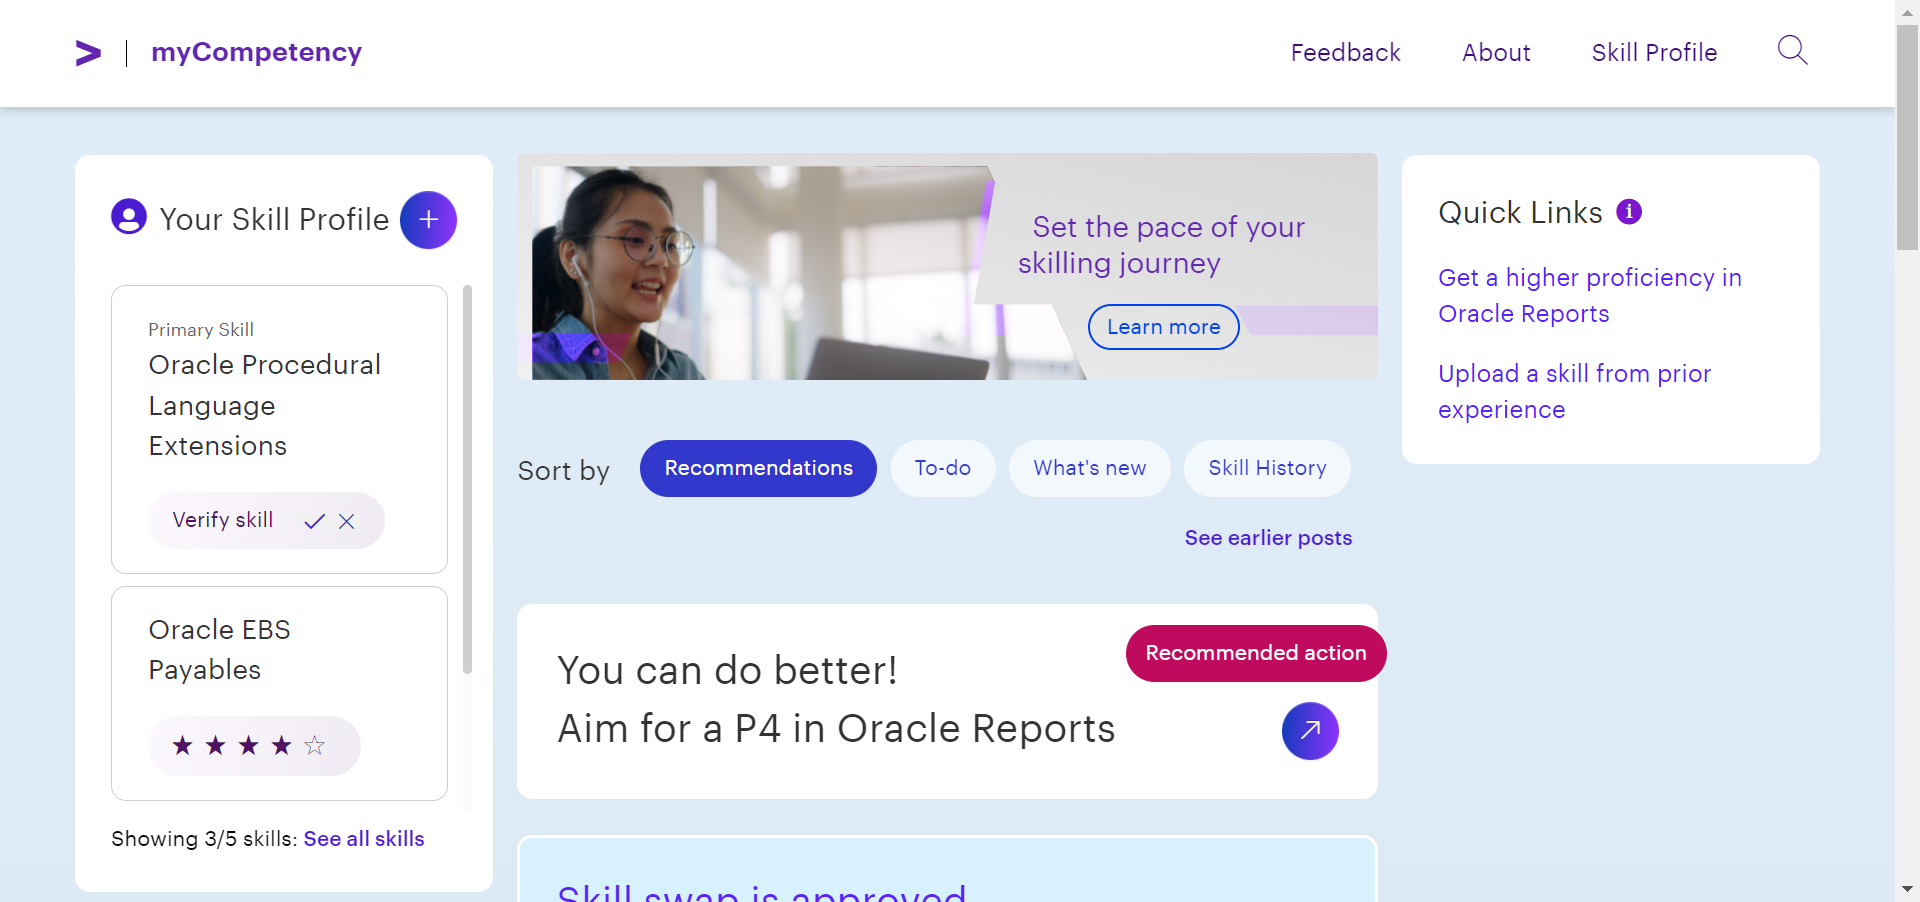 myCompetency
Feedback
About
Skill Profile
Your Skill Profile
Primary Skill
Oracle Procedural
Language
Extensions
Verify skill
Oracle EBS
Payables
Showing 3/5 skills: See all skills
Set the pace of your
skilling journey
Learn more
Sort by
Recommendations
To-do
What's new
Skill History
See earlier posts
Recommended action
You can do better!
Aim for a P4 in Oracle Reports
Skill swap is approved
Quick Links
Get a higher proficiency in
Oracle Reports
Upload a skill from prior
experience